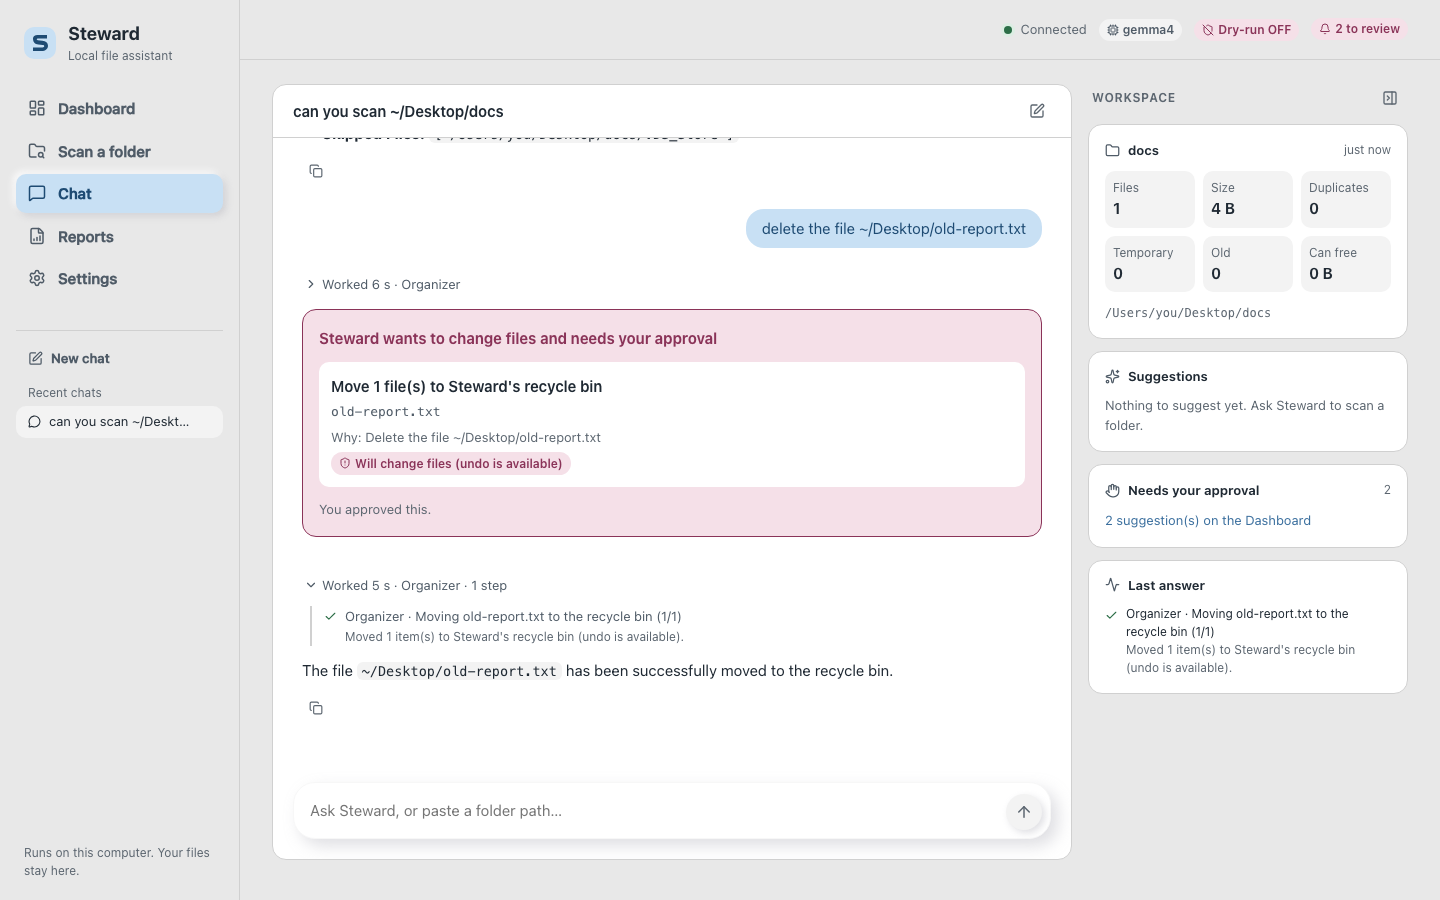 S
Steward
Local file assistant
Dashboard
Scan a folder
Chat
Reports
Settings
New chat
Recent chats
can you scan ~/Deskt...
Runs on this computer. Your files
stay here.
Connected
gemma4
Dry-run OFF
2 to review
can you scan ~/Desktop/docs
delete the file ~/Desktop/old-report.txt
Worked 6 s · Organizer
Steward wants to change files and needs your approval
Move 1 file(s) to Steward's recycle bin
old-report.txt
Why: Delete the file ~/Desktop/old-report.txt
Will change files (undo is available)
You approved this.
Worked 5 s · Organizer · 1 step
Organizer · Moving old-report.txt to the recycle bin (1/1)
Moved 1 item(s) to Steward's recycle bin (undo is available).
The file ~/Desktop/old-report.txt has been successfully moved to the recycle bin.
Ask Steward, or paste a folder path...
WORKSPACE
docs
just now
Files
1
Size
4 B
Duplicates
0
Temporary
0
Old
0
Can free
0 B
/Users/you/Desktop/docs
Suggestions
Nothing to suggest yet. Ask Steward to scan a
folder.
Needs your approval
2
2 suggestion(s) on the Dashboard
Last answer
Organizer · Moving old-report.txt to the
recycle bin (1/1)
Moved 1 item(s) to Steward's recycle bin
(undo is available).